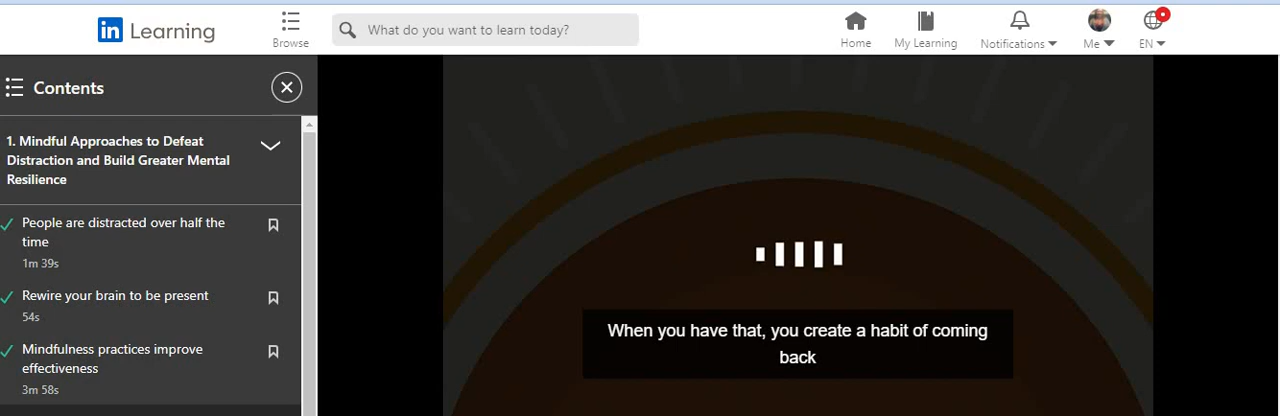 in Learning
Browse
What do you want to learn today?
Home
My Learning
Notifications
Me
EN
Contents
1. Mindful Approaches to Defeat
Distraction and Build Greater Mental
Resilience
People are distracted over half the
time
1m 39s
Rewire your brain to be present
54s
Mindfulness practices improve
effectiveness
3m 58s
When you have that, you create a habit of coming
back